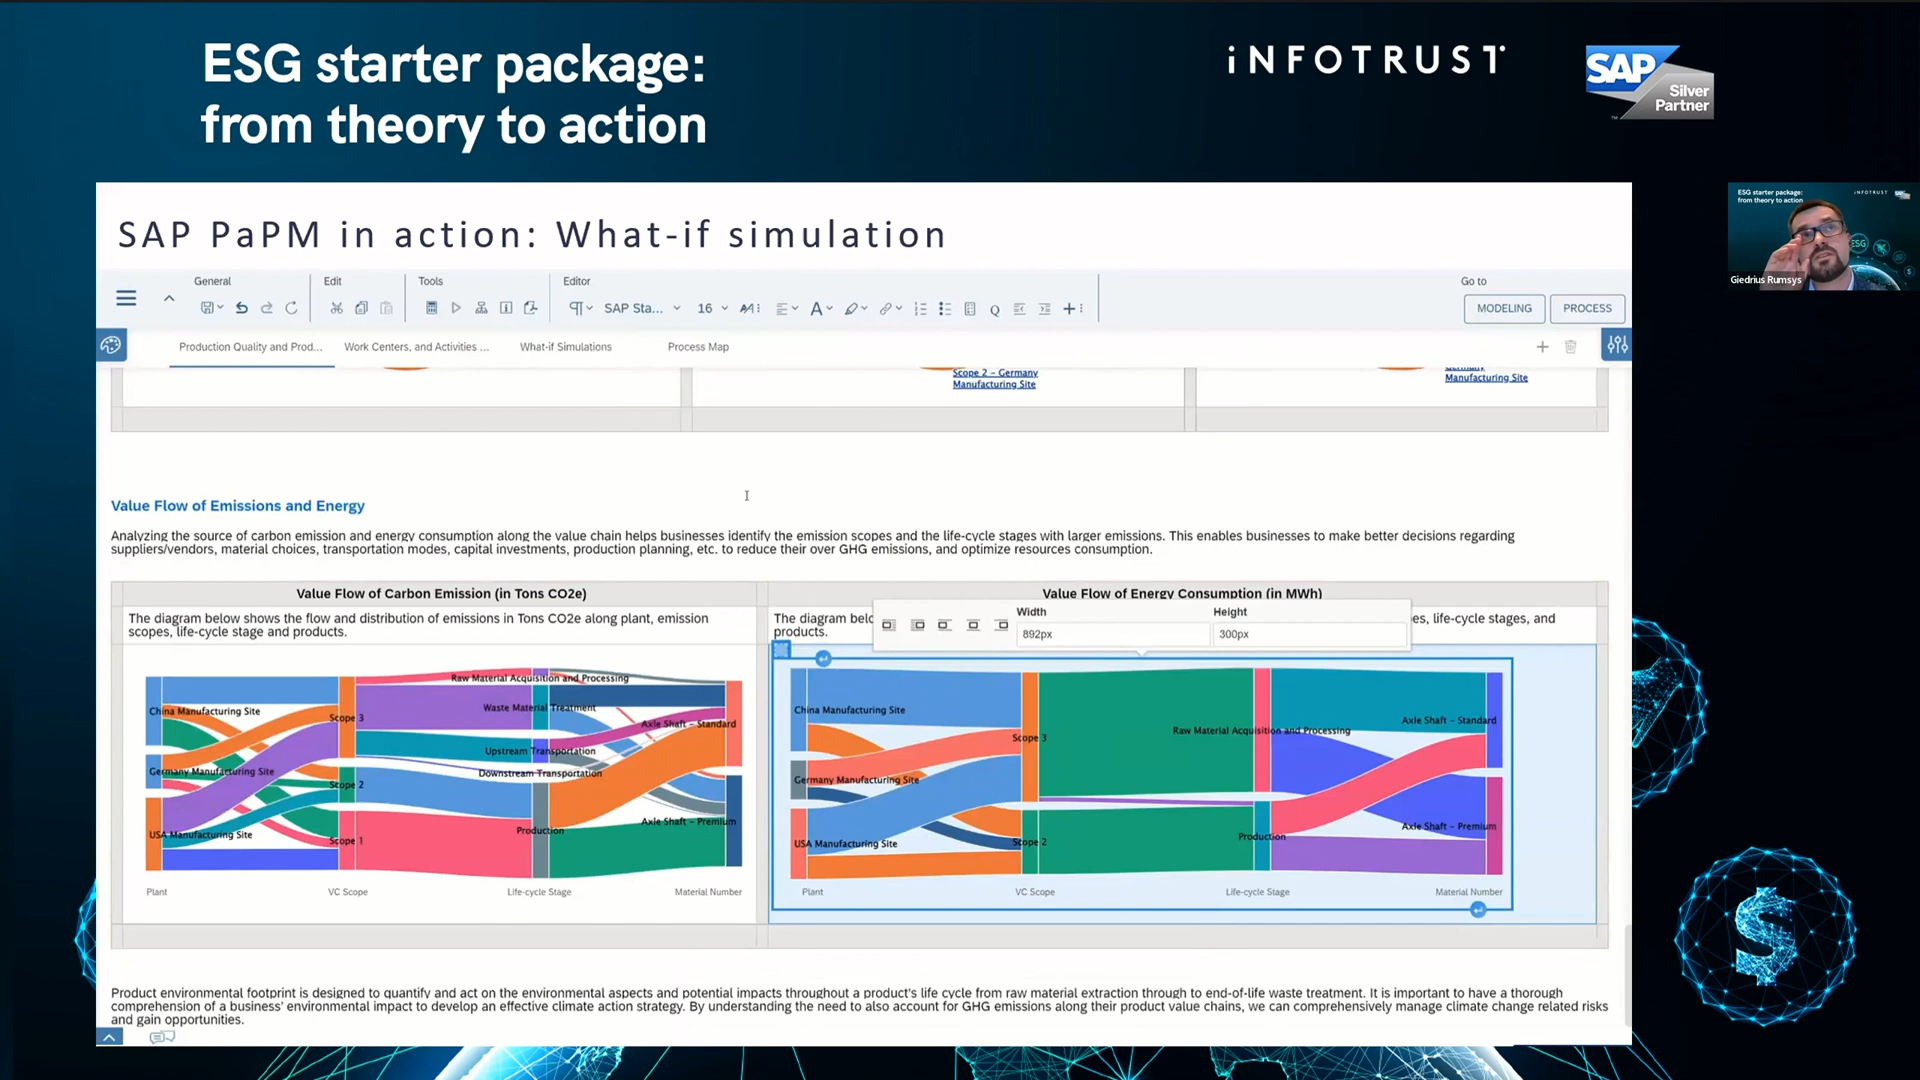 ESG starter package:
from theory to action
iNFOTRUST
SAP
Silver
Partner
ESG starter package:
from theory to action
iNFOTRUST
ESG
Giedrius Rumsys
SAP PaPM in action: What-if simulation
General
Edit
Tools
Editor
Go to
SAP Sta...
16
MODELING
PROCESS
Production Quality and Prod...
Work Centers, and Activities ...
What-if Simulations
Process Map
Scope 2 - Germany
Manufacturing Site
Germany
Manufacturing Site
Value Flow of Emissions and Energy
Analyzing the source of carbon emission and energy consumption along the value chain helps businesses identify the emission scopes and the life-cycle stages with larger emissions. This enables businesses to make better decisions regarding
suppliers/vendors, material choices, transportation modes, capital investments, production planning, etc. to reduce their over GHG emissions, and optimize resources consumption.
Value Flow of Carbon Emission (in Tons CO2e)
The diagram below shows the flow and distribution of emissions in Tons CO2e along plant, emission
scopes, life-cycle stage and products.
China Manufacturing Site
Germany Manufacturing Site
USA Manufacturing Site
Scope 3
Scope 2
Scope 1
Raw Material Acquisition and Processing
Waste Material Treatment
Upstream Transportation
Downstream Transportation
Production
Axle Shaft - Standard
Axle Shaft - Premium
Plant
VC Scope
Life-cycle Stage
Material Number
Value Flow of Energy Consumption (in MWh)
The diagram belo
es, life-cycle stages, and
products.
Width
Height
892px
300px
China Manufacturing Site
Germany Manufacturing Site
USA Manufacturing Site
Scope 3
Scope 2
Raw Material Acquisition and Processing
Production
Axle Shaft - Standard
Axle Shaft - Premium
Plant
VC Scope
Life-cycle Stage
Material Number
Product environmental footprint is designed to quantify and act on the environmental aspects and potential impacts throughout a product's life cycle from raw material extraction through to end-of-life waste treatment. It is important to have a thorough
comprehension of a business' environmental impact to develop an effective climate action strategy. By understanding the need to also account for GHG emissions along their product value chains, we can comprehensively manage climate change related risks
and gain opportunities.
$